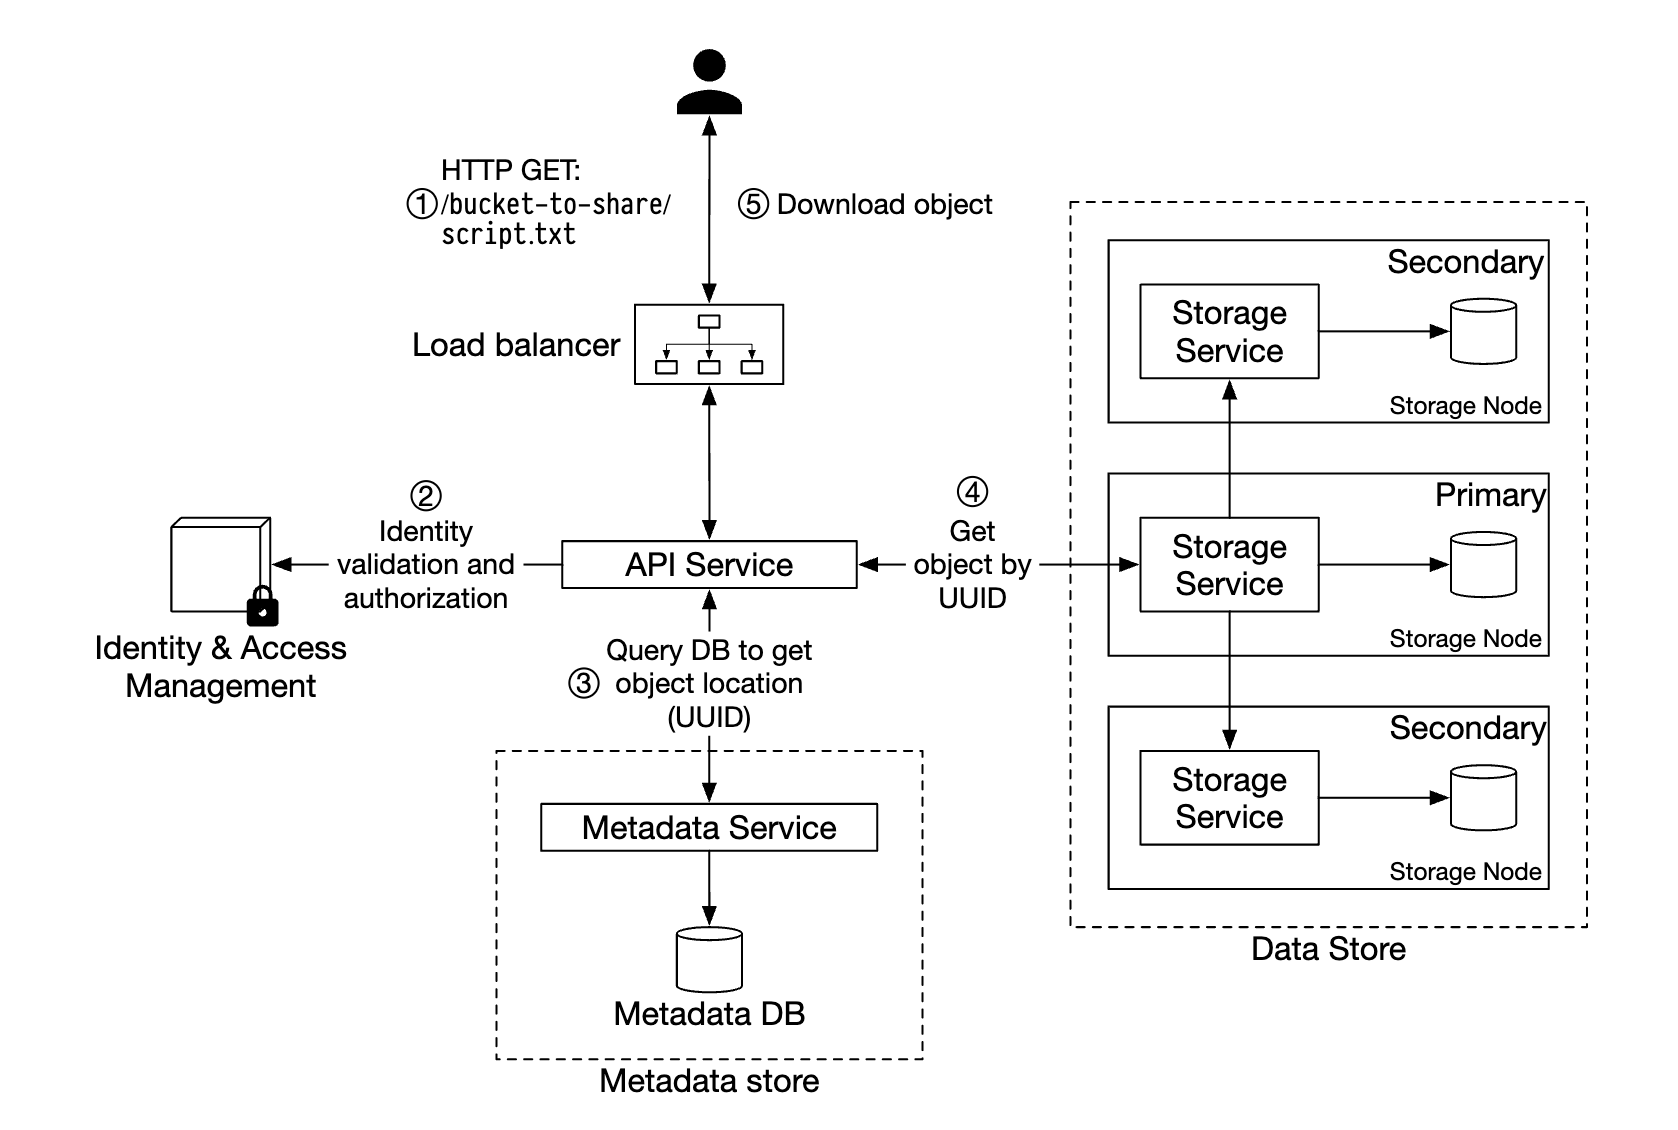 HTTP GET:
①/bucket-to-share/
script.txt
⑤ Download object
Load balancer
②
Identity
validation and
authorization
Identity & Access
Management
API Service
④
Get
object by
UUID
Query DB to get
③ object location
(UUID)
Metadata Service
Metadata DB
Metadata store
Secondary
Storage
Service
Storage Node
Primary
Storage
Service
Storage Node
Secondary
Storage
Service
Storage Node
Data Store